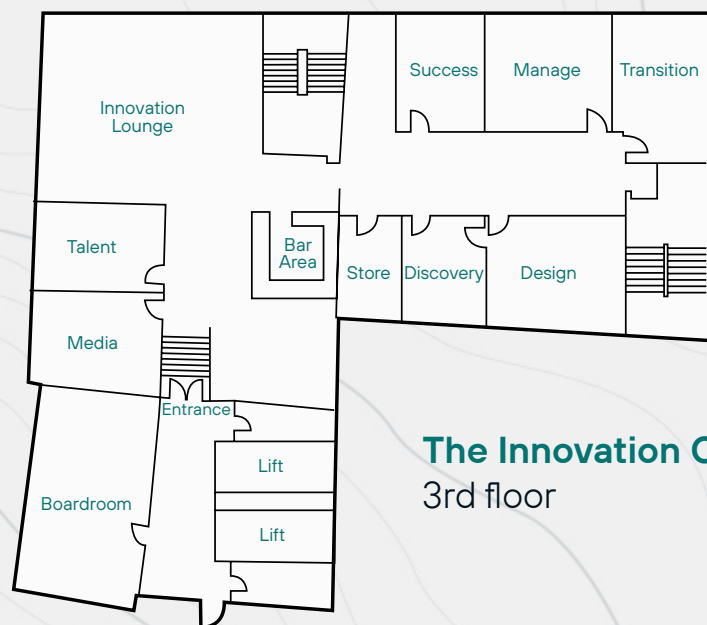 Success
Manage
Transition
Innovation
Lounge
Talent
Bar
Area
Store
Discovery
Design
Media
Entrance
Lift
Boardroom
Lift
The Innovation
3rd floor